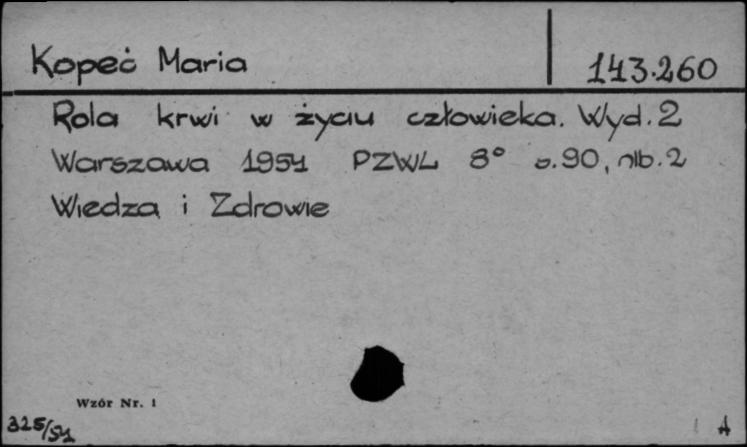 Kopeć Maria
143.260
Rola krwi w życiu człowieka. Wyd. 2
Warszawa 1954 PZWL 8° s. 90, nlb. 2
Wiedza i Zdrowie
Wzór Nr. 1
325/54
A